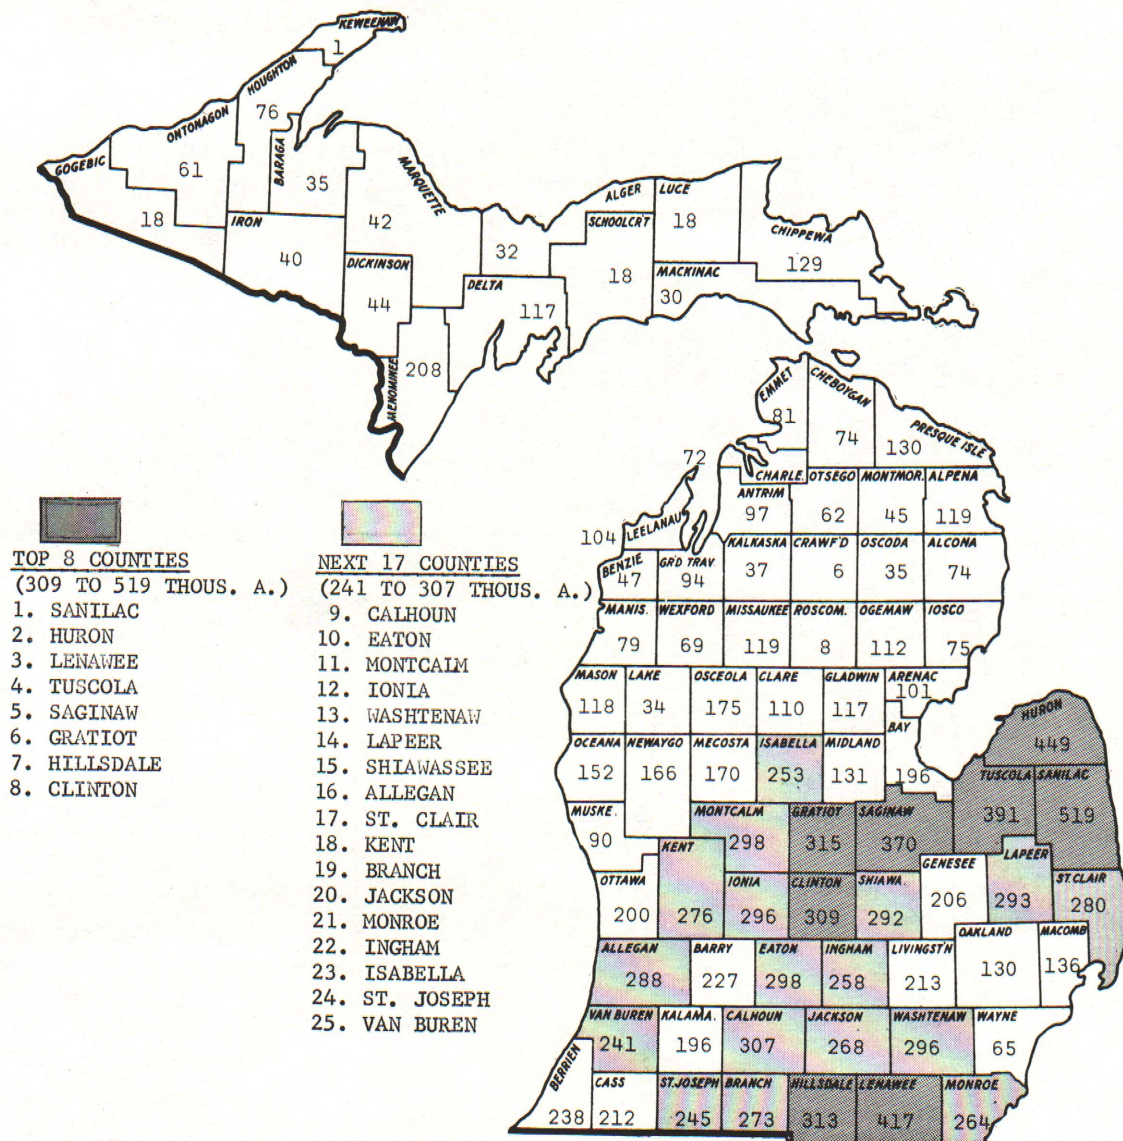 KEWEENAW
1
HOUGHTON
76
ONTONAGON
61
GOGEBIC
18
BARAGA
35
MARQUETTE
42
IRON
40
DICKINSON
44
ALGER
32
LUCE
18
SCHOOLCR'T
18
CHIPPEWA
129
MACKINAC
30
DELTA
117
MENOMINEE
208
EMMET
81
CHEBOYGAN
74
PRESQUE ISLE
130
72
CHARLE. OTSEGO MONTMOR. ALPENA
ANTRIM
97 62 45 119
104 LEELANAU
BENZIE GR'D TRAV. KALKASKA CRAWF'D OSCODA ALCONA
47 94 37 6 35 74
MANIS. WEXFORD MISSAUKEE ROSCOM. OGEMAW IOSCO
79 69 119 8 112 75
MASON LAKE OSCEOLA CLARE GLADWIN ARENAC
118 34 175 110 117 101
OCEANA NEWAYGO MECOSTA ISABELLA MIDLAND BAY HURON
152 166 170 253 131 196 449
TUSCOLA SANILAC
391 519
MUSKE. MONTCALM GRATIOT SAGINAW
90 298 315 370
KENT GENESEE LAPEER
OTTAWA IONIA CLINTON SHIAWA. ST.CLAIR
200 276 296 309 292 206 293 280
ALLEGAN BARRY EATON INGHAM LIVINGST'N OAKLAND MACOMB
288 227 298 258 213 130 136
VAN BUREN KALAMA. CALHOUN JACKSON WASHTENAW WAYNE
241 196 307 268 296 65
BERRIEN CASS ST.JOSEPH BRANCH HILLSDALE LENAWEE MONROE
238 212 245 273 313 417 264
TOP 8 COUNTIES
(309 TO 519 THOUS. A.)
1. SANILAC
2. HURON
3. LENAWEE
4. TUSCOLA
5. SAGINAW
6. GRATIOT
7. HILLSDALE
8. CLINTON
NEXT 17 COUNTIES
(241 TO 307 THOUS. A.)
9. CALHOUN
10. EATON
11. MONTCALM
12. IONIA
13. WASHTENAW
14. LAPEER
15. SHIAWASSEE
16. ALLEGAN
17. ST. CLAIR
18. KENT
19. BRANCH
20. JACKSON
21. MONROE
22. INGHAM
23. ISABELLA
24. ST. JOSEPH
25. VAN BUREN